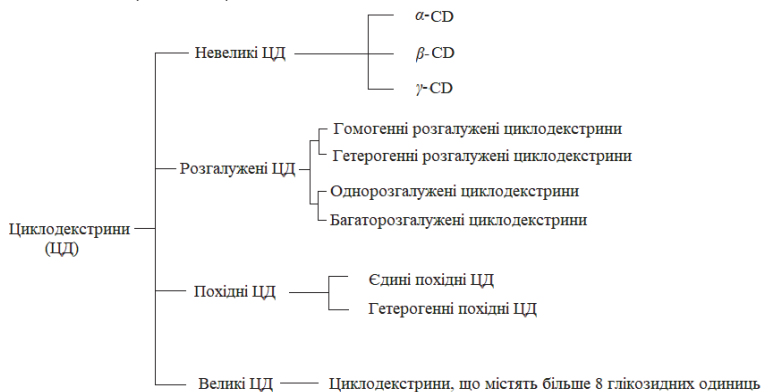 α-CD
Невеликі ЦД
β-CD
γ-CD
Гомогенні розгалужені циклодекстрини
Гетерогенні розгалужені циклодекстрини
Розгалужені ЦД
Однорозгалужені циклодекстрини
Багаторозгалужені циклодекстрини
Циклодекстрини
(ЦД)
Єдині похідні ЦД
Похідні ЦД
Гетерогенні похідні ЦД
Великі ЦД
Циклодекстрини, що містять більше 8 глікозидних одиниць